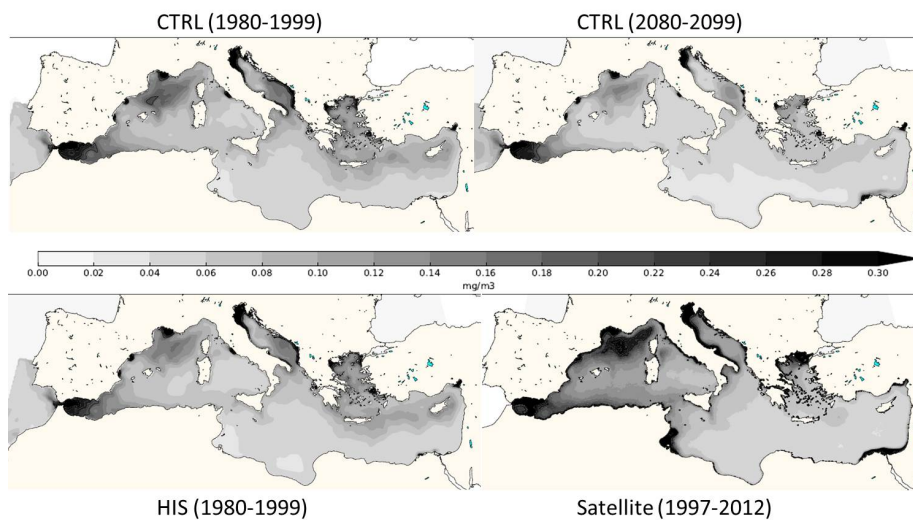 CTRL (1980-1999)
CTRL (2080-2099)
0.00 0.02 0.04 0.06 0.08 0.10 0.12 0.14 0.16 0.18 0.20 0.22 0.24 0.26 0.28 0.30
mg/m3
HIS (1980-1999)
Satellite (1997-2012)